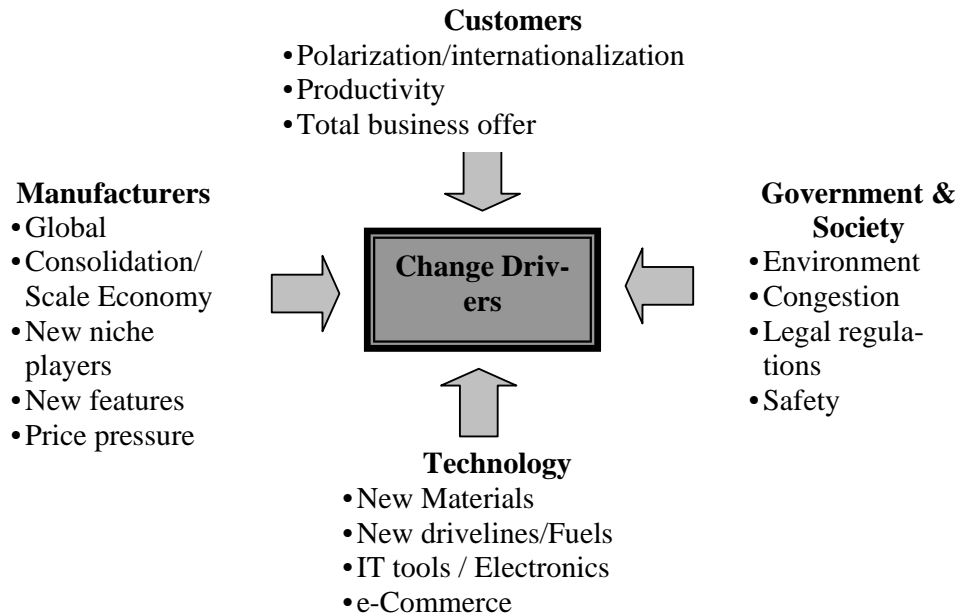 Customers
•Polarization/internationalization
•Productivity
•Total business offer
Manufacturers
•Global
•Consolidation/
Scale Economy
•New niche
players
•New features
•Price pressure
Change Driv-
ers
Government &
Society
•Environment
•Congestion
•Legal regula-
tions
•Safety
Technology
•New Materials
•New drivelines/Fuels
•IT tools / Electronics
•e-Commerce